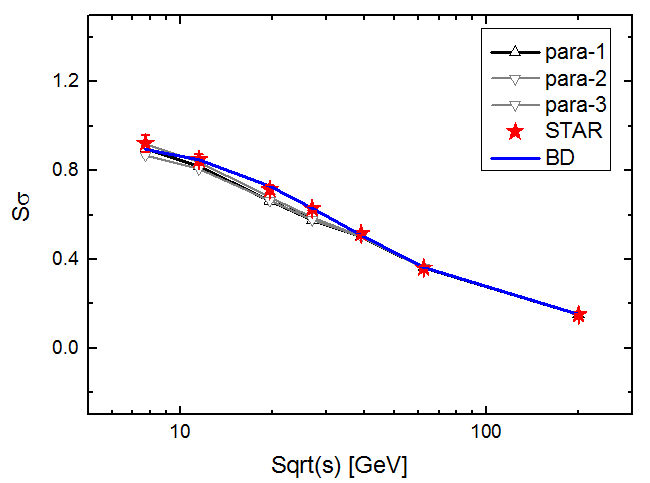 para-1
para-2
para-3
STAR
BD
1.2
0.8
0.4
0.0
Sσ
10
100
Sqrt(s) [GeV]